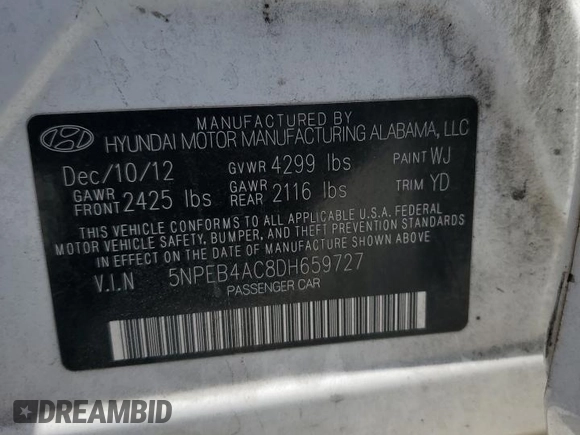 MANUFACTURED BY
HYUNDAI MOTOR MANUFACTURING ALABAMA, LLC
Dec/10/12 GVWR 4299 lbs PAINT WJ
GAWR FRONT 2425 lbs GAWR REAR 2116 lbs TRIM YD
THIS VEHICLE CONFORMS TO ALL APPLICABLE U.S.A. FEDERAL
MOTOR VEHICLE SAFETY, BUMPER, AND THEFT PREVENTION STANDARDS
IN EFFECT ON THE DATE OF MANUFACTURE SHOWN ABOVE.
V.I.N 5NPEB4AC8DH659727
PASSENGER CAR
DREAMBID